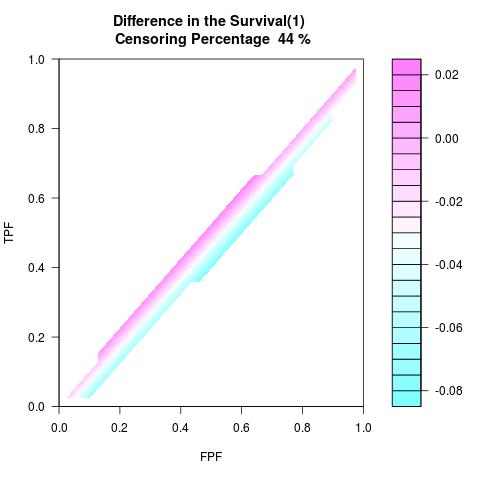 Difference in the Survival(1)
Censoring Percentage 44 %
1.0
0.8
0.6
0.4
0.2
0.0
TPF
0.0 0.2 0.4 0.6 0.8 1.0
FPF
0.02
0.00
-0.02
-0.04
-0.06
-0.08